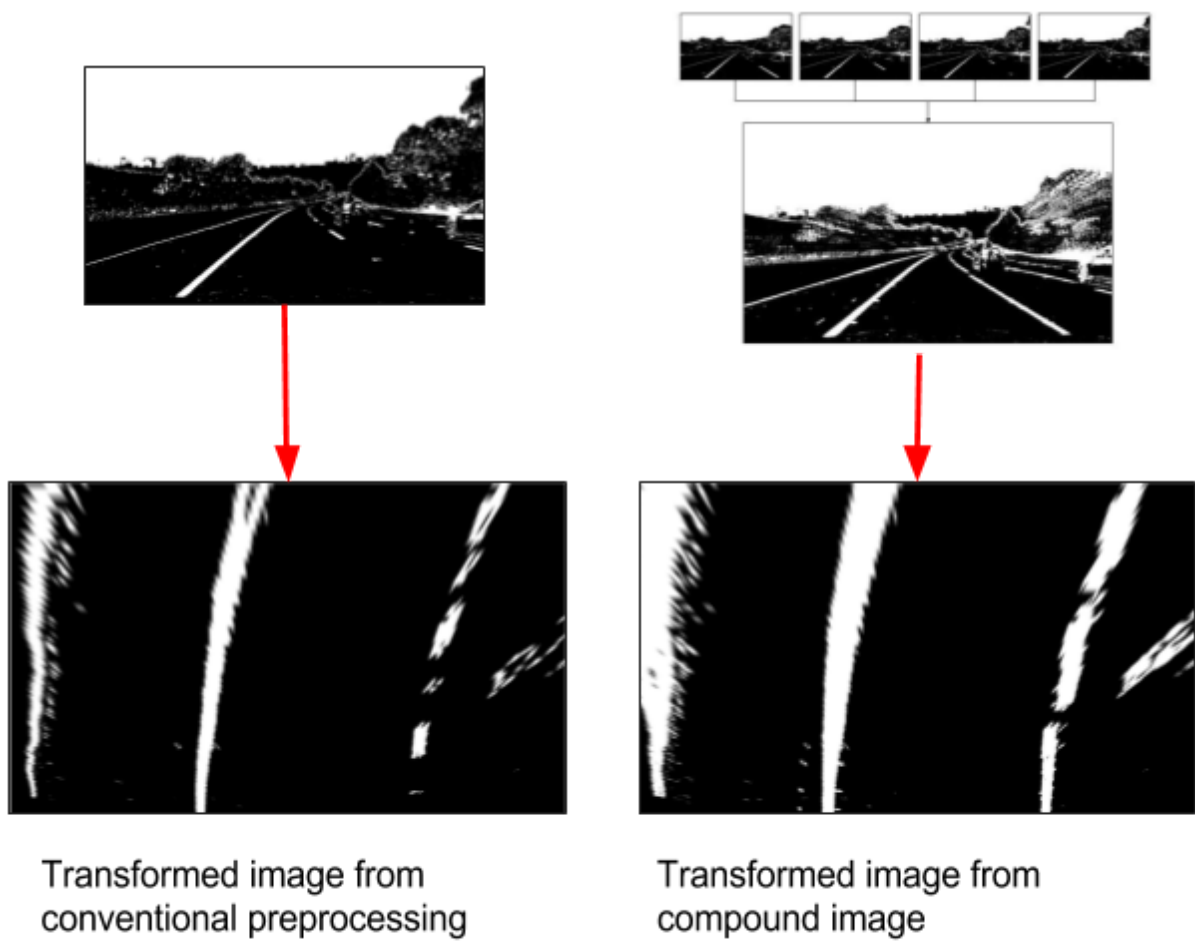 Transformed image from
conventional preprocessing
Transformed image from
compound image